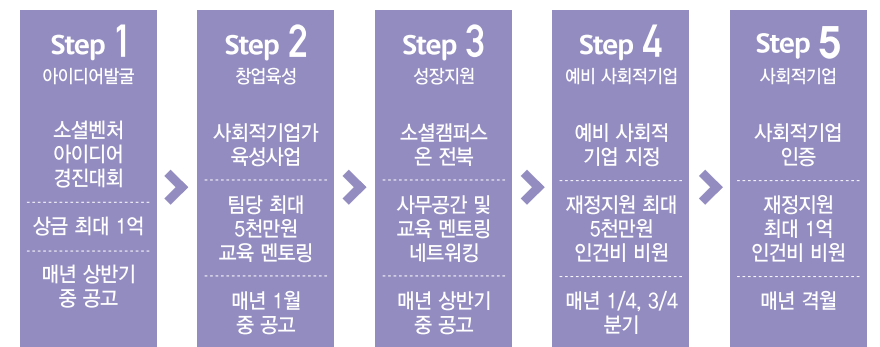 Step 1
아이디어발굴
소셜벤처
아이디어
경진대회
상금 최대 1억
매년 상반기
중 공고
Step 2
창업육성
사회적기업가
육성사업
팀당 최대
5천만원
교육 멘토링
매년 1월
중 공고
Step 3
성장지원
소셜캠퍼스
온 전북
사무공간 및
교육 멘토링
네트워킹
매년 상반기
중 공고
Step 4
예비 사회적기업
예비 사회적
기업 지정
재정지원 최대
5천만원
인건비 비원
매년 1/4, 3/4
분기
Step 5
사회적기업
사회적기업
인증
재정지원
최대 1억
인건비 비원
매년 격월